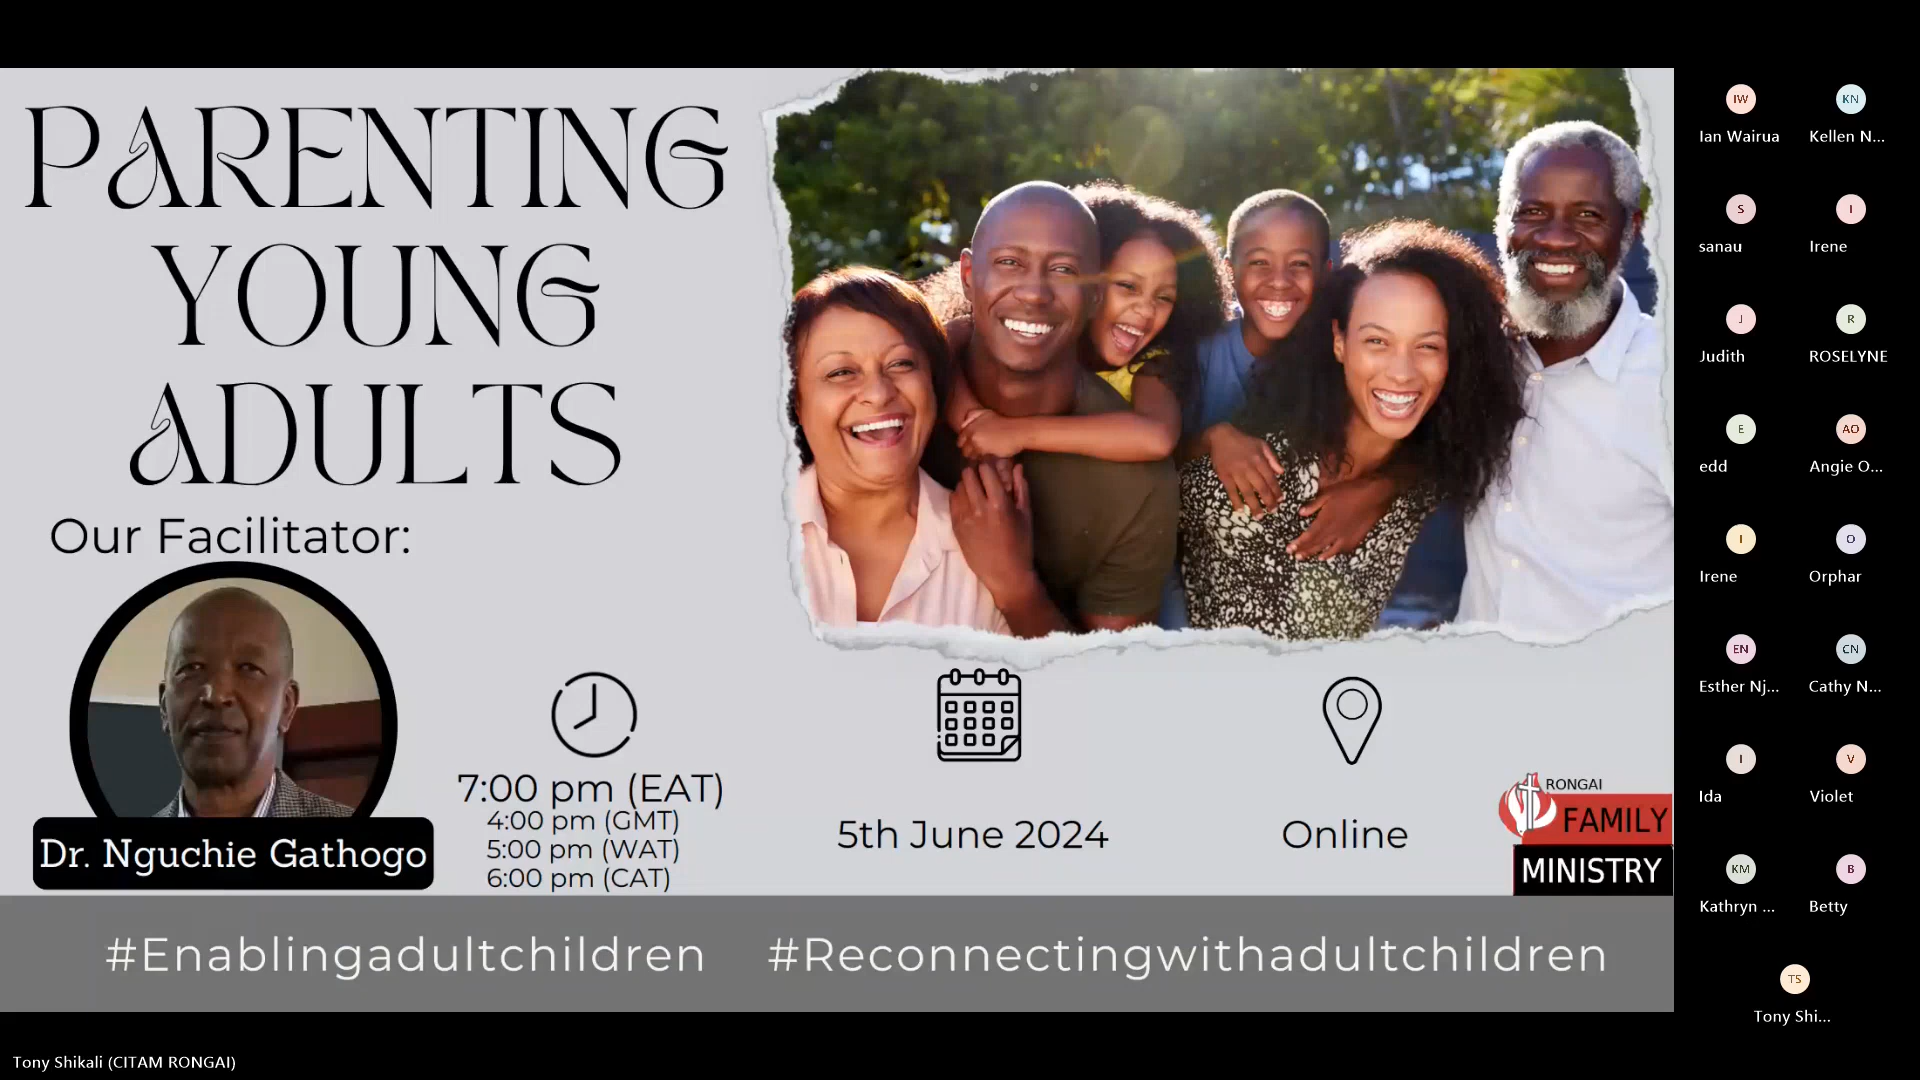 PARENTING
YOUNG
ADULTS
Our Facilitator:
Dr. Nguchie Gathogo
7:00 pm (EAT)
4:00 pm (GMT)
5:00 pm (WAT)
6:00 pm (CAT)
5th June 2024
Online
RONGAI
FAMILY
MINISTRY
#Enablingadultchildren #Reconnectingwithadultchildren
IW KN
Ian Wairua Kellen N...
S I
sanau Irene
J R
Judith ROSELYNE
E AO
edd Angie O...
I O
Irene Orphar
EN CN
Esther Nj... Cathy N...
I V
Ida Violet
KM B
Kathryn ... Betty
TS
Tony Shi...
Tony Shikali (CITAM RONGAI)